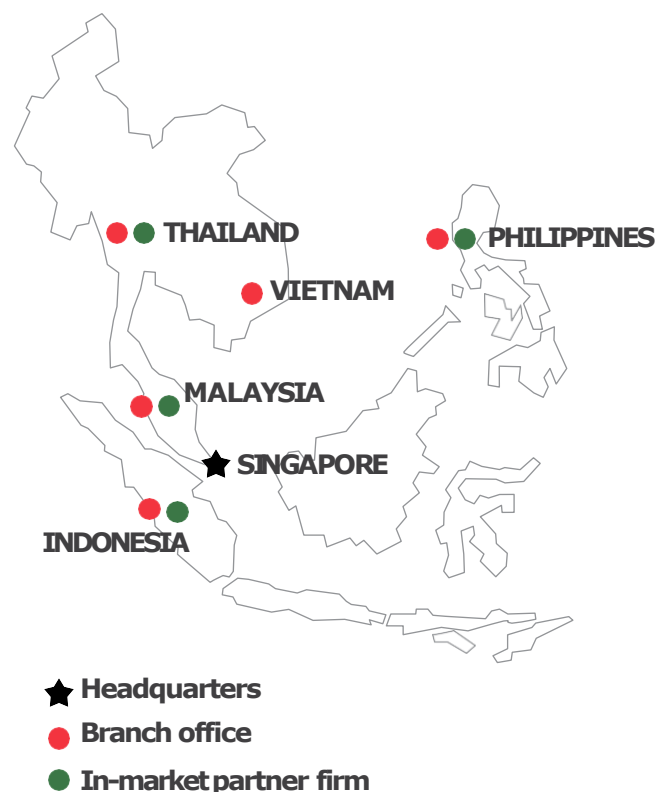 THAILAND
PHILIPPINES
VIETNAM
MALAYSIA
SINGAPORE
INDONESIA
Headquarters
Branch office
In-market partner firm